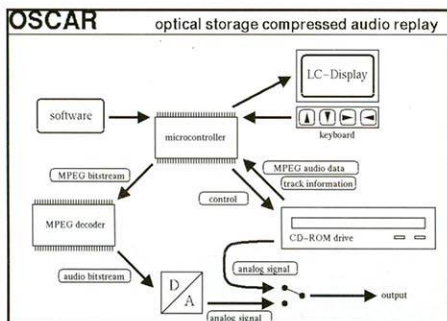 OSCAR
optical storage compressed audio replay
LC-Display
software
microcontroller
keyboard
MPEG bitstream
MPEG audio data
track information
control
MPEG decoder
CD-ROM drive
audio bitstream
analog signal
D
A
output
analog signal